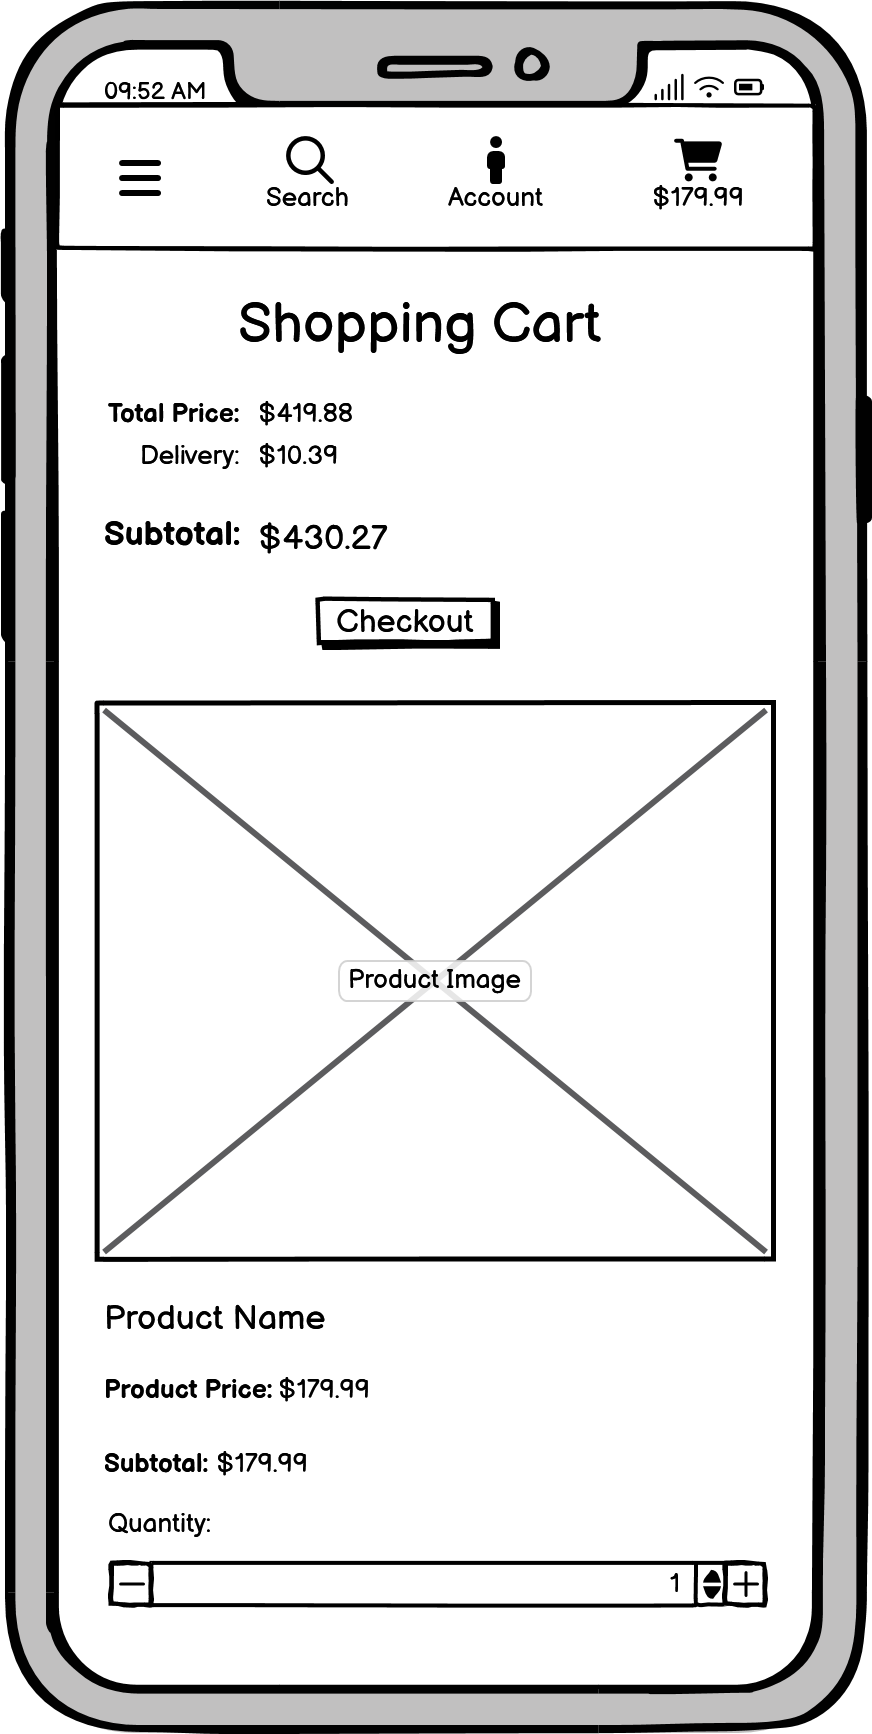 09:52 AM
Search
Account
$179.99
Shopping Cart
Total Price: $419.88
Delivery: $10.39
Subtotal: $430.27
Checkout
Product Image
Product Name
Product Price: $179.99
Subtotal: $179.99
Quantity:
1